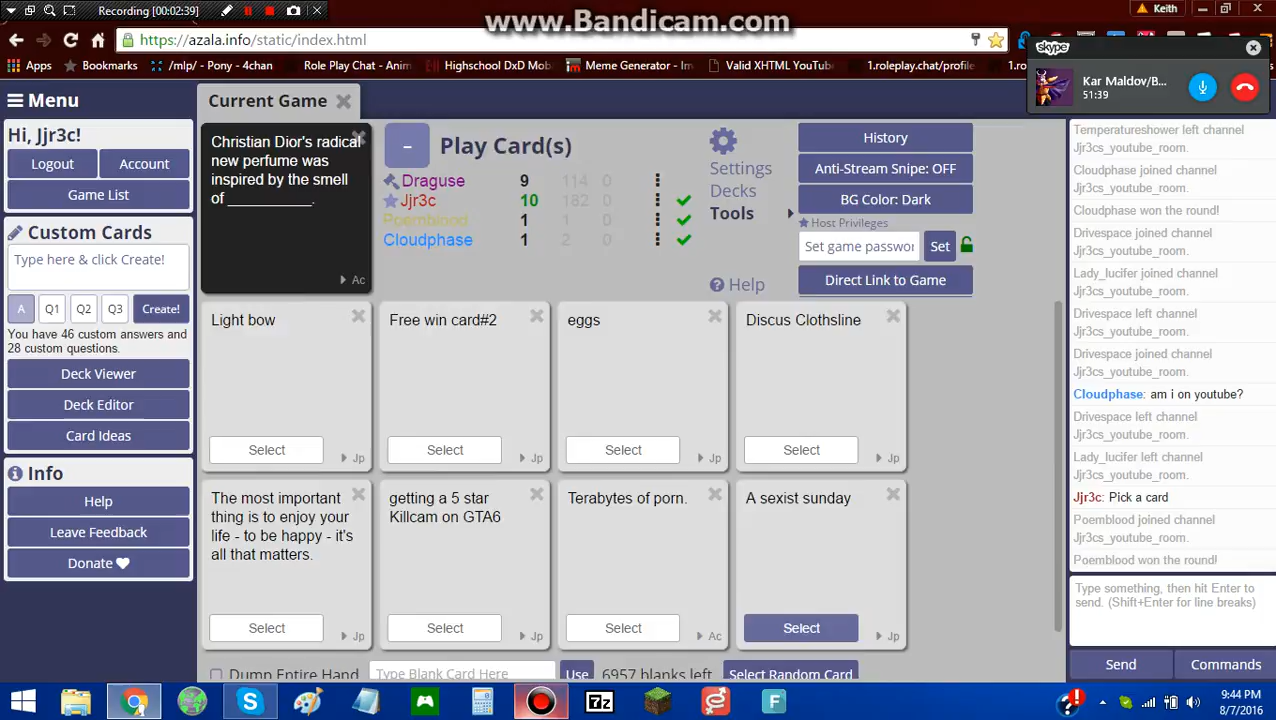 Recording [00:02:39]
www.Bandicam.com
Keith
https://azala.info/static/index.html
Apps
Bookmarks
/mlp/ - Pony - 4chan
Role Play Chat - Anim
Highschool DxD Mob
Meme Generator - Ins
Valid XHTML YouTube
1.roleplay.chat/profile
skype
Kar Maldov/B...
51:39
Menu
Hi, Jjr3c!
Logout
Account
Game List
Custom Cards
Type here & click Create!
A
Q1
Q2
Q3
Create!
You have 46 custom answers and
28 custom questions.
Deck Viewer
Deck Editor
Card Ideas
Info
Help
Leave Feedback
Donate
Current Game
Christian Dior's radical
new perfume was
inspired by the smell
of ___________.
Ac
Play Card(s)
Draguse 9 114 0
Jjr3c 10 182 0
Poemblood 1 1 0
Cloudphase 1 2 0
Settings
Decks
Tools
Help
History
Anti-Stream Snipe: OFF
BG Color: Dark
Host Privileges
Set game passwor
Set
Direct Link to Game
Light bow
Select
Jp
Free win card#2
Select
Jp
eggs
Select
Jp
Discus Clothsline
Select
Jp
The most important
thing is to enjoy your
life - to be happy - it's
all that matters.
Select
Jp
getting a 5 star
Killcam on GTA6
Select
Jp
Terabytes of porn.
Select
Ac
A sexist sunday
Select
Jp
Dump Entire Hand
Type Blank Card Here
Use
6957 blanks left
Select Random Card
Temperatureshower left channel
Jjr3cs_youtube_room.
Cloudphase joined channel
Jjr3cs_youtube_room.
Cloudphase won the round!
Drivespace joined channel
Jjr3cs_youtube_room.
Lady_lucifer joined channel
Jjr3cs_youtube_room.
Drivespace left channel
Jjr3cs_youtube_room.
Drivespace joined channel
Jjr3cs_youtube_room.
Cloudphase: am i on youtube?
Drivespace left channel
Jjr3cs_youtube_room.
Lady_lucifer left channel
Jjr3cs_youtube_room.
Jjr3c: Pick a card
Poemblood joined channel
Jjr3cs_youtube_room.
Poemblood won the round!
Type something, then hit Enter to
send. (Shift+Enter for line breaks)
Send
Commands
7z
F
9:44 PM
8/7/2016